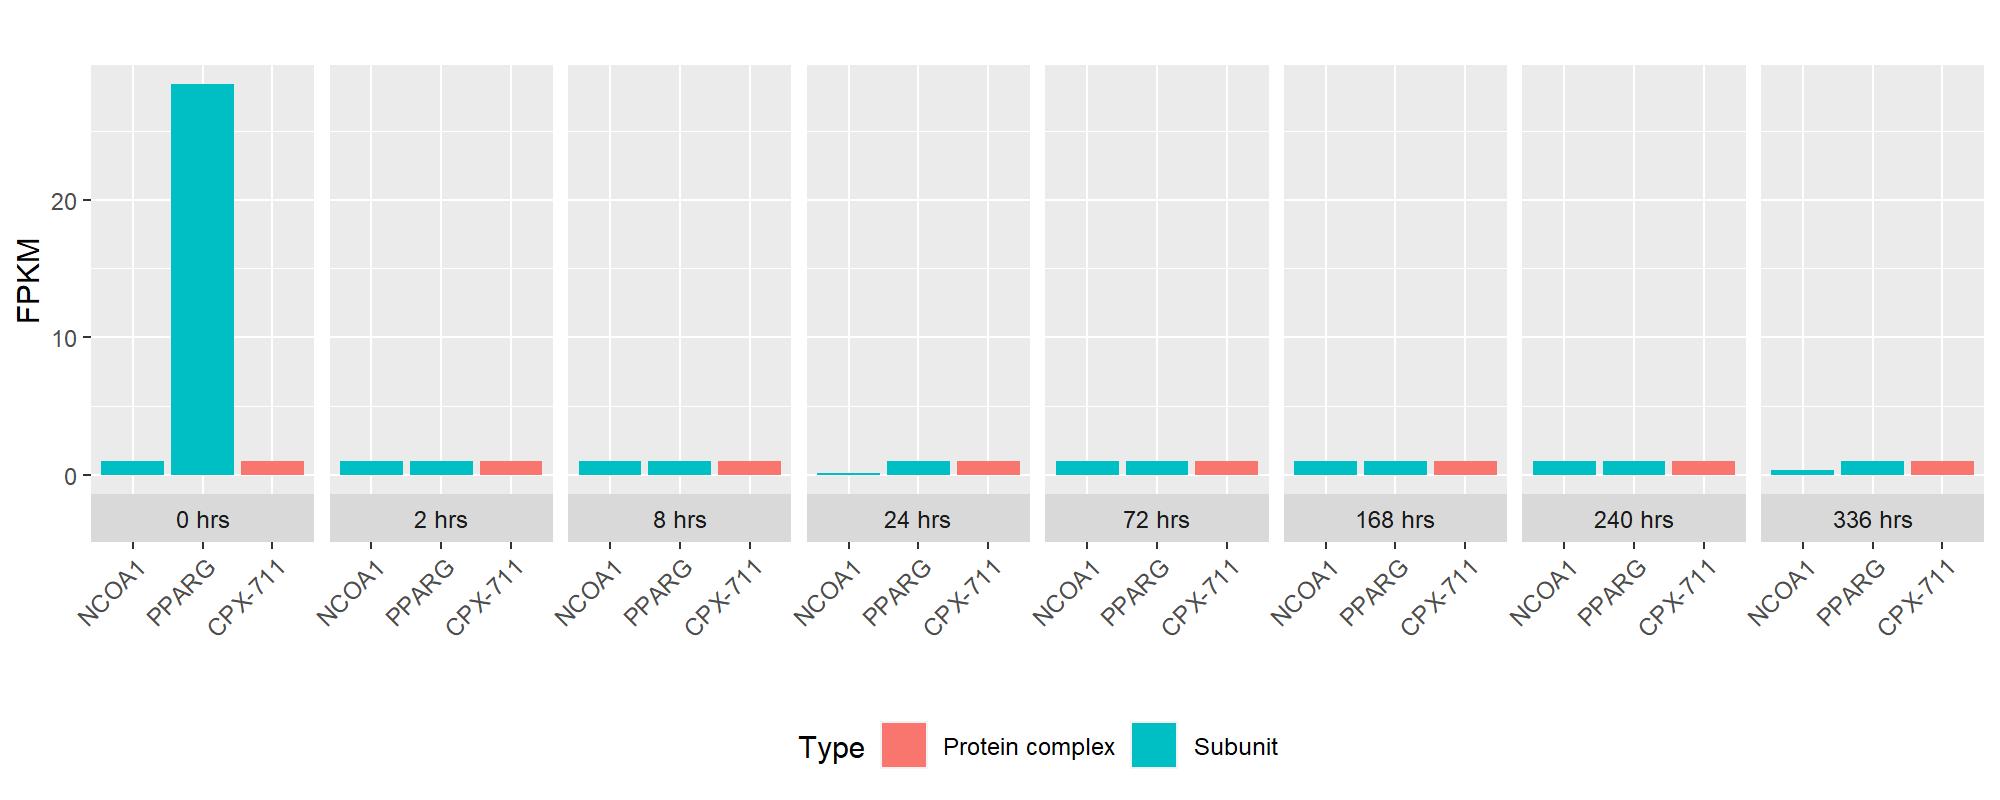 FPKM
20
10
0
0 hrs
2 hrs
8 hrs
24 hrs
72 hrs
168 hrs
240 hrs
336 hrs
NCOA1
PPARG
CPX-711
NCOA1
PPARG
CPX-711
NCOA1
PPARG
CPX-711
NCOA1
PPARG
CPX-711
NCOA1
PPARG
CPX-711
NCOA1
PPARG
CPX-711
NCOA1
PPARG
CPX-711
NCOA1
PPARG
CPX-711
Type
Protein complex
Subunit